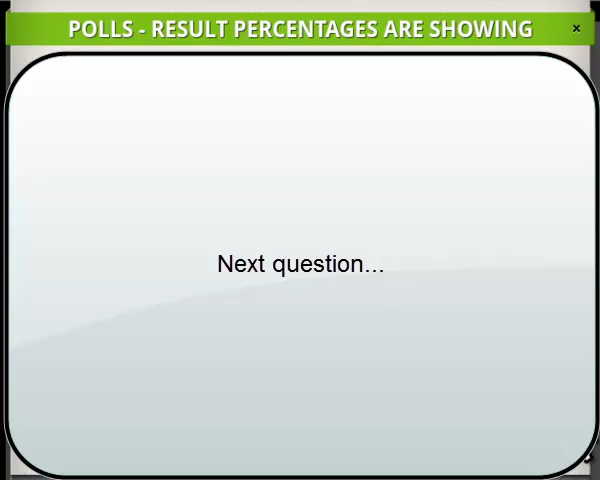 POLLS - RESULT PERCENTAGES ARE SHOWING
×
Next question...